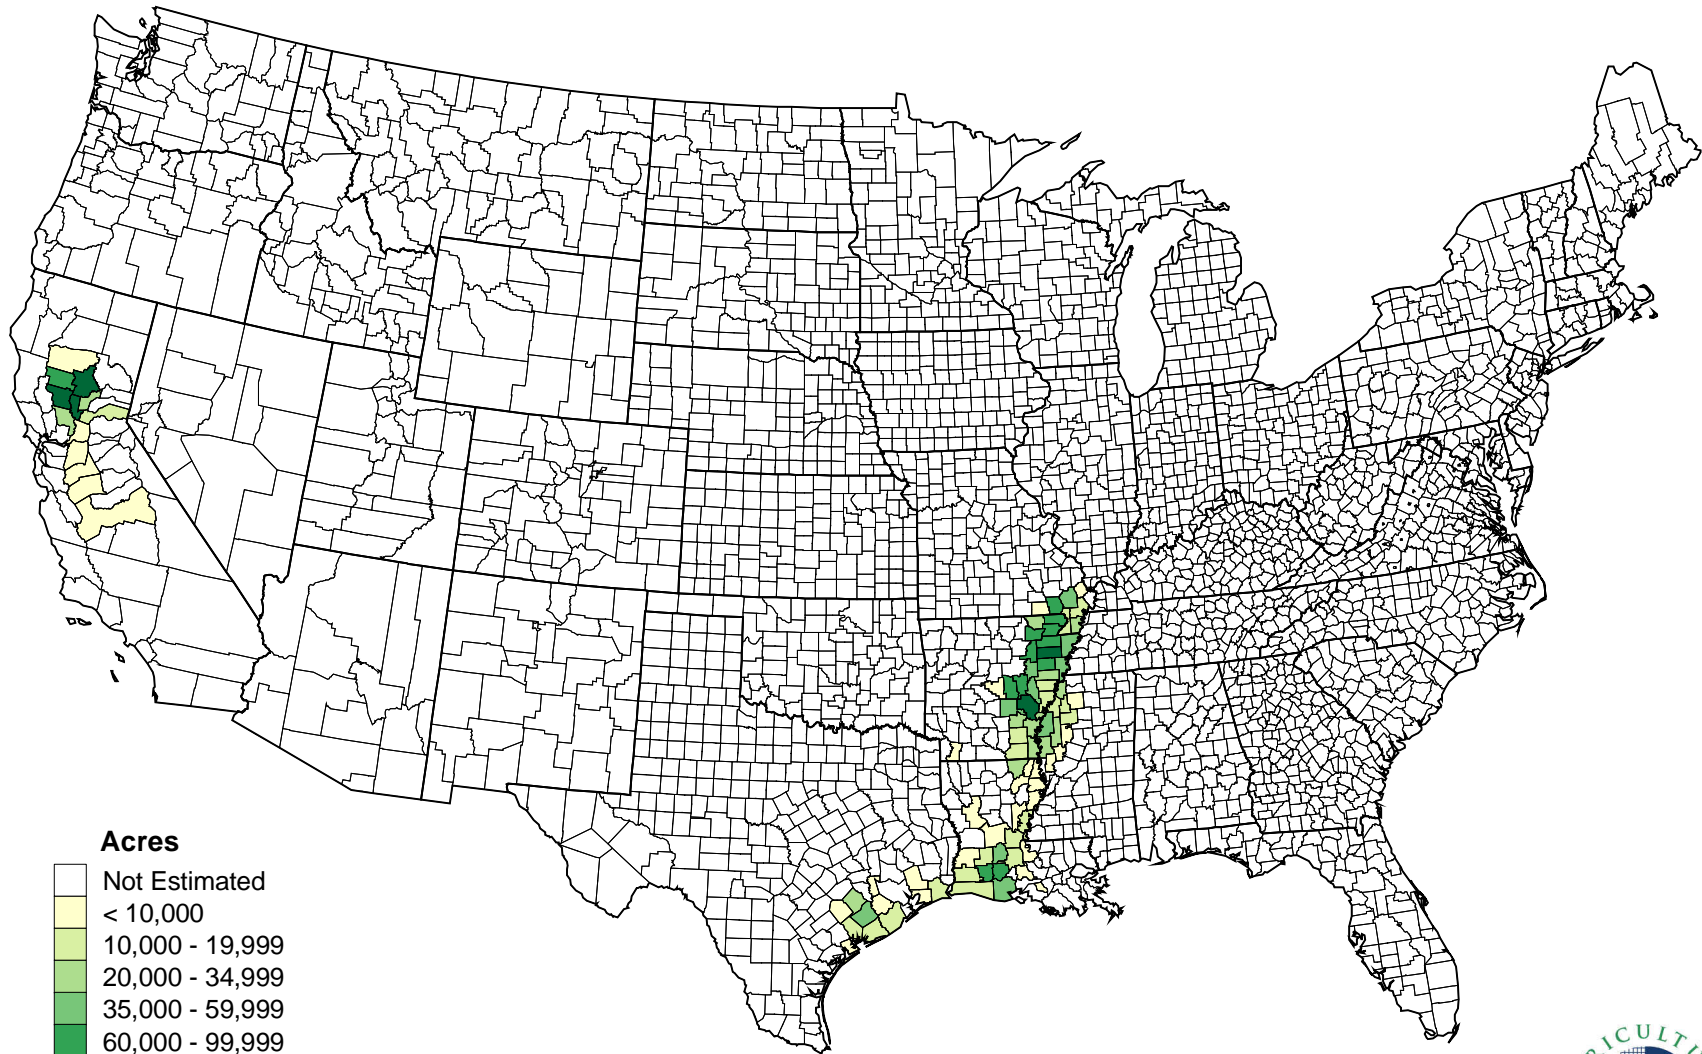 Acres
Not Estimated
< 10,000
10,000 - 19,999
20,000 - 34,999
35,000 - 59,999
60,000 - 99,999
RICULT